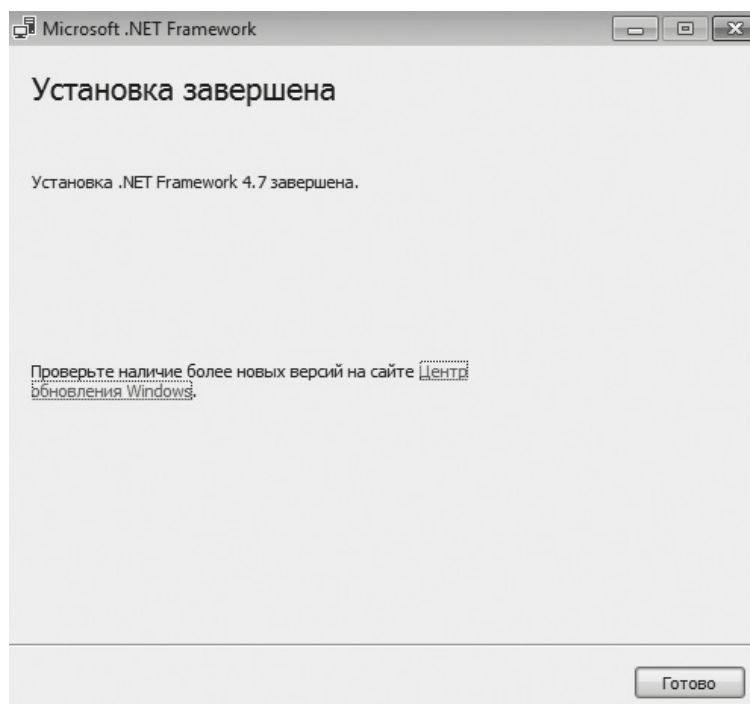 Microsoft .NET Framework
Установка завершена
Установка .NET Framework 4.7 завершена.
Проверьте наличие более новых версий на сайте Центр
обновления Windows.
Готово